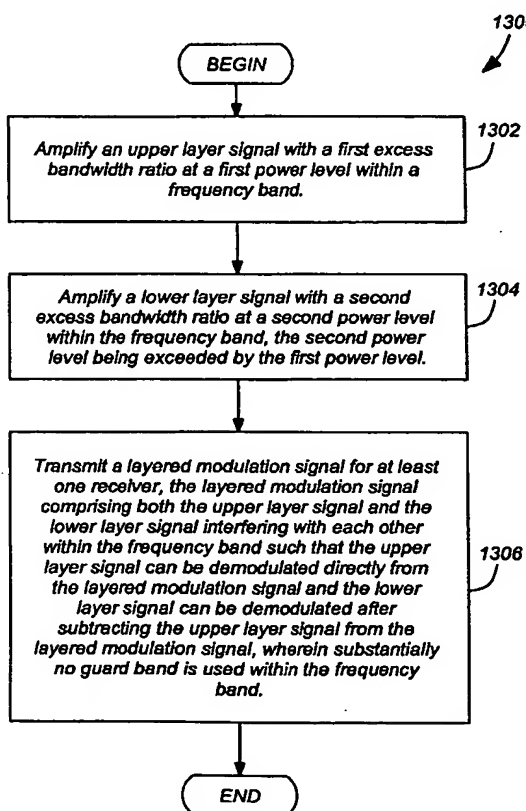 130
BEGIN
1302
Amplify an upper layer signal with a first excess
bandwidth ratio at a first power level within a
frequency band.
1304
Amplify a lower layer signal with a second
excess bandwidth ratio at a second power level
within the frequency band, the second power
level being exceeded by the first power level.
1306
Transmit a layered modulation signal for at least
one receiver, the layered modulation signal
comprising both the upper layer signal and the
lower layer signal interfering with each other
within the frequency band such that the upper
layer signal can be demodulated directly from
the layered modulation signal and the lower
layer signal can be demodulated after
subtracting the upper layer signal from the
layered modulation signal, wherein substantially
no guard band is used within the frequency
band.
END